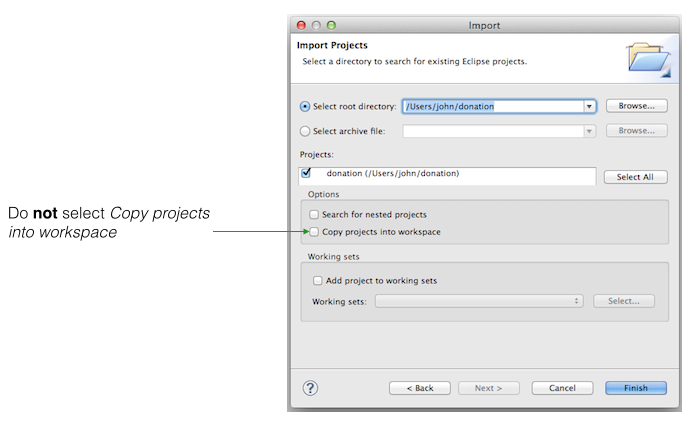 Import
Import Projects
Select a directory to search for existing Eclipse projects.
Select root directory: /Users/john/donation Browse...
Select archive file: Browse...
Projects:
donation (/Users/john/donation) Select All
Options
Search for nested projects
Do not select Copy projects
into workspace
Copy projects into workspace
Working sets
Add project to working sets
Working sets: Select...
? < Back Next > Cancel Finish